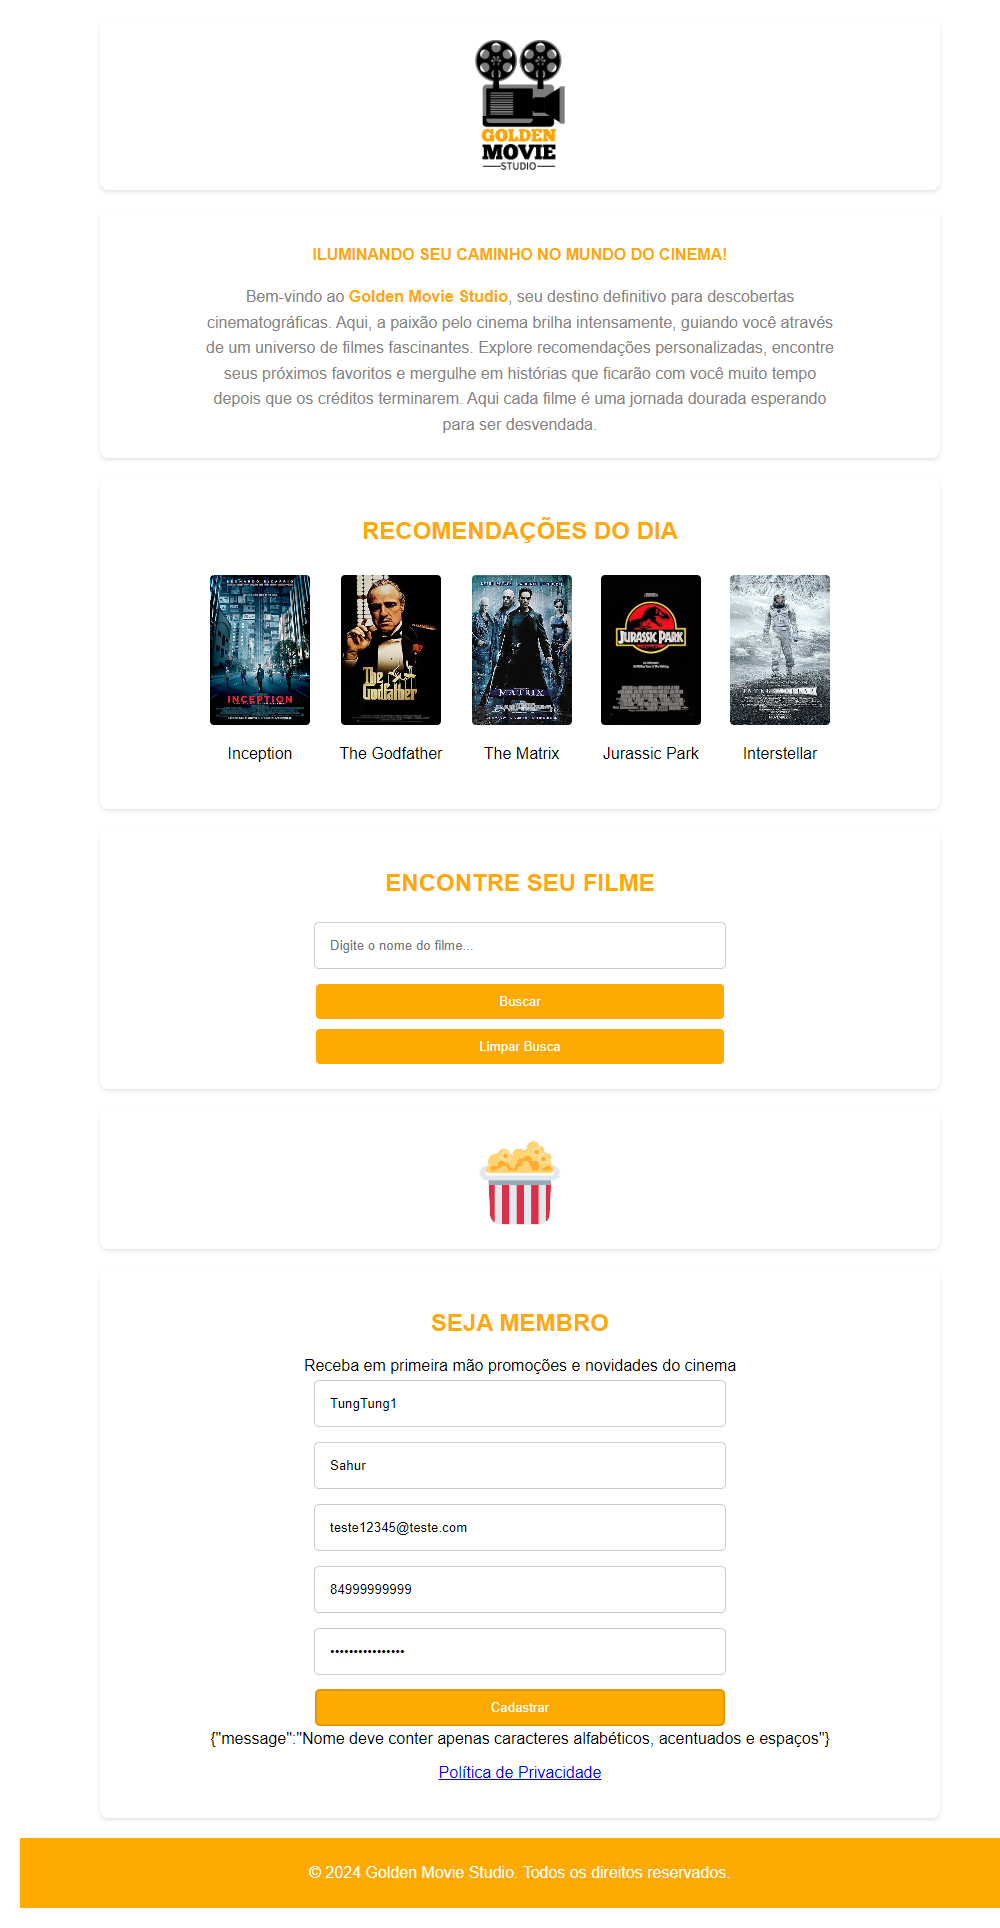 GOLDEN
MOVIE
STUDIO
ILUMINANDO SEU CAMINHO NO MUNDO DO CINEMA!
Bem-vindo ao Golden Movie Studio, seu destino definitivo para descobertas
cinematográficas. Aqui, a paixão pelo cinema brilha intensamente, guiando você através
de um universo de filmes fascinantes. Explore recomendações personalizadas, encontre
seus próximos favoritos e mergulhe em histórias que ficarão com você muito tempo
depois que os créditos terminarem. Aqui cada filme é uma jornada dourada esperando
para ser desvendada.
RECOMENDAÇÕES DO DIA
INCEPTION
The
Godfather
MATRIX
JURASSIC PARK
INTERSTELLAR
Inception
The Godfather
The Matrix
Jurassic Park
Interstellar
ENCONTRE SEU FILME
Digite o nome do filme...
Buscar
Limpar Busca
SEJA MEMBRO
Receba em primeira mão promoções e novidades do cinema
TungTung1
Sahur
teste12345@teste.com
84999999999
••••••••••••••••
Cadastrar
{"message":"Nome deve conter apenas caracteres alfabéticos, acentuados e espaços"}
Política de Privacidade
© 2024 Golden Movie Studio. Todos os direitos reservados.